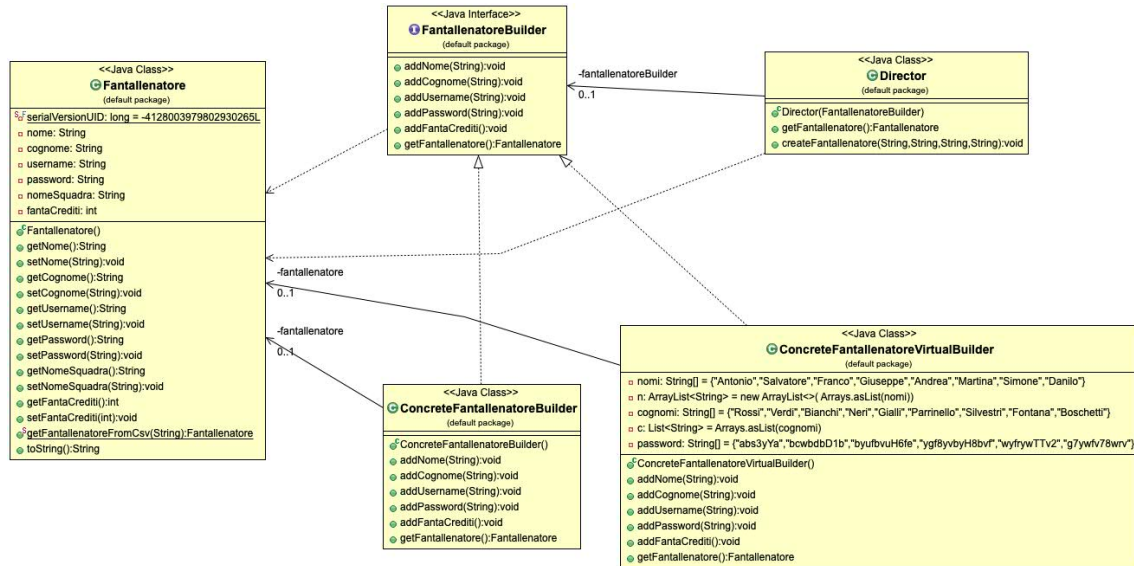 <<Java Interface>>
FantallenatoreBuilder
(default package)
addNome(String):void
addCognome(String):void
addUsername(String):void
addPassword(String):void
addFantaCrediti():void
getFantallenatore():Fantallenatore
<<Java Class>>
Director
(default package)
Director(FantallenatoreBuilder)
getFantallenatore():Fantallenatore
createFantallenatore(String,String,String,String):void
-fantallenatoreBuilder
0..1
<<Java Class>>
Fantallenatore
(default package)
serialVersionUID: long = -4128003979802930265L
nome: String
cognome: String
username: String
password: String
nomeSquadra: String
fantaCrediti: int
Fantallenatore()
getNome():String
setNome(String):void
getCognome():String
setCognome(String):void
getUsername():String
setUsername(String):void
getPassword():String
setPassword(String):void
getNomeSquadra():String
setNomeSquadra(String):void
getFantaCrediti():int
setFantaCrediti(int):void
getFantallenatoreFromCsv(String):Fantallenatore
toString():String
-fantallenatore
0..1
-fantallenatore
0..1
<<Java Class>>
ConcreteFantallenatoreBuilder
(default package)
ConcreteFantallenatoreBuilder()
addNome(String):void
addCognome(String):void
addUsername(String):void
addPassword(String):void
addFantaCrediti():void
getFantallenatore():Fantallenatore
<<Java Class>>
ConcreteFantallenatoreVirtualBuilder
(default package)
nomi: String[] = {"Antonio","Salvatore","Franco","Giuseppe","Andrea","Martina","Simone","Danilo"}
n: ArrayList<String> = new ArrayList<>( Arrays.asList(nomi))
cognomi: String[] = {"Rossi","Verdi","Bianchi","Neri","Gialli","Parrinello","Silvestri","Fontana","Boschetti"}
c: List<String> = Arrays.asList(cognomi)
password: String[] = {"abs3yYa","bcwbdbD1b","byufbvuH6fe","ygf8yvbyH8bvf","wyfrywTTv2","g7ywfv78wrv"}
ConcreteFantallenatoreVirtualBuilder()
addNome(String):void
addCognome(String):void
addUsername(String):void
addPassword(String):void
addFantaCrediti():void
getFantallenatore():Fantallenatore